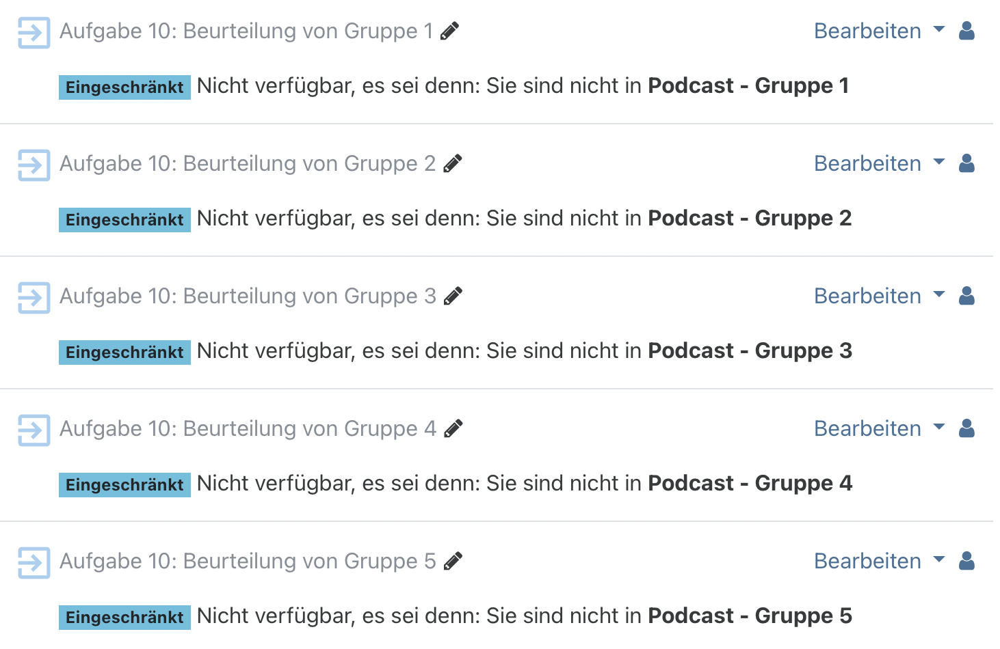 Aufgabe 10: Beurteilung von Gruppe 1 Bearbeiten
Eingeschränkt Nicht verfügbar, es sei denn: Sie sind nicht in Podcast - Gruppe 1
Aufgabe 10: Beurteilung von Gruppe 2 Bearbeiten
Eingeschränkt Nicht verfügbar, es sei denn: Sie sind nicht in Podcast - Gruppe 2
Aufgabe 10: Beurteilung von Gruppe 3 Bearbeiten
Eingeschränkt Nicht verfügbar, es sei denn: Sie sind nicht in Podcast - Gruppe 3
Aufgabe 10: Beurteilung von Gruppe 4 Bearbeiten
Eingeschränkt Nicht verfügbar, es sei denn: Sie sind nicht in Podcast - Gruppe 4
Aufgabe 10: Beurteilung von Gruppe 5 Bearbeiten
Eingeschränkt Nicht verfügbar, es sei denn: Sie sind nicht in Podcast - Gruppe 5